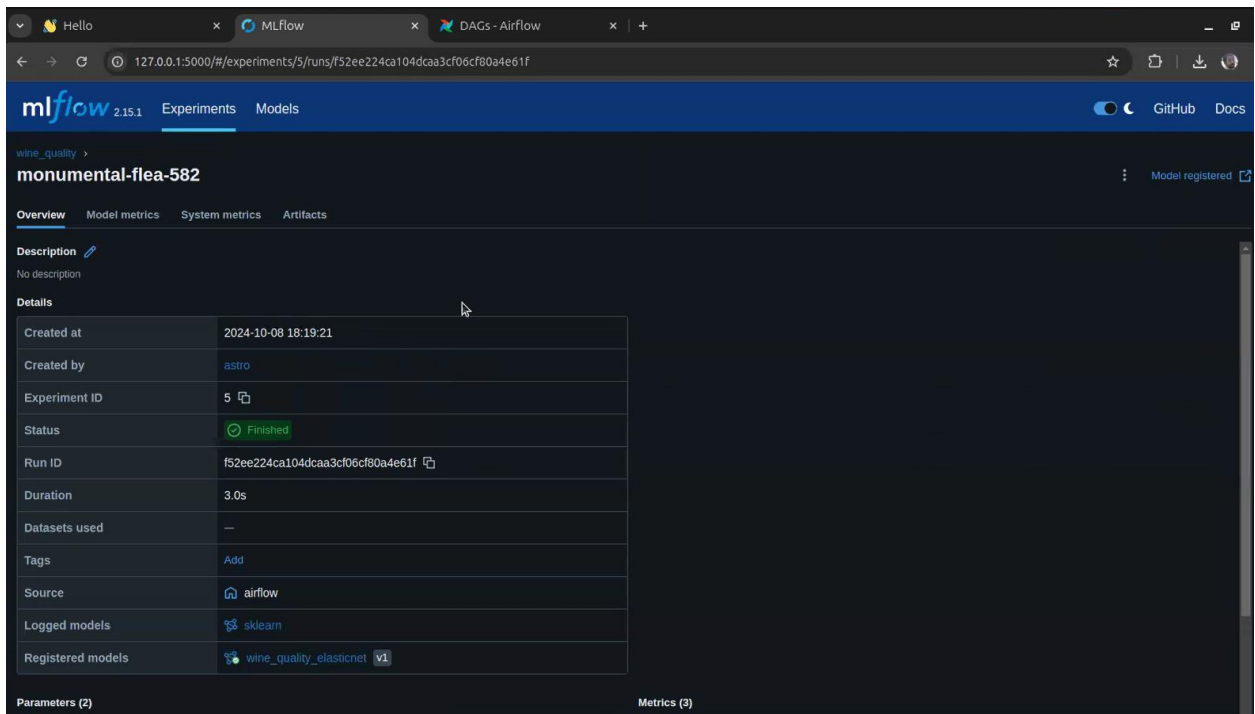 Hello MLflow DAGs - Airflow
127.0.0.1:5000/#/experiments/5/runs/f52ee224ca104dcaa3cf06cf80a4e61f
mlflow 2.15.1 Experiments Models GitHub Docs
wine_quality
monumental-flea-582
Model registered
Overview Model metrics System metrics Artifacts
Description
No description
Details
Created at 2024-10-08 18:19:21
Created by astro
Experiment ID 5
Status Finished
Run ID f52ee224ca104dcaa3cf06cf80a4e61f
Duration 3.0s
Datasets used —
Tags Add
Source airflow
Logged models sklearn
Registered models wine_quality_elasticnet v1
Parameters (2) Metrics (3)